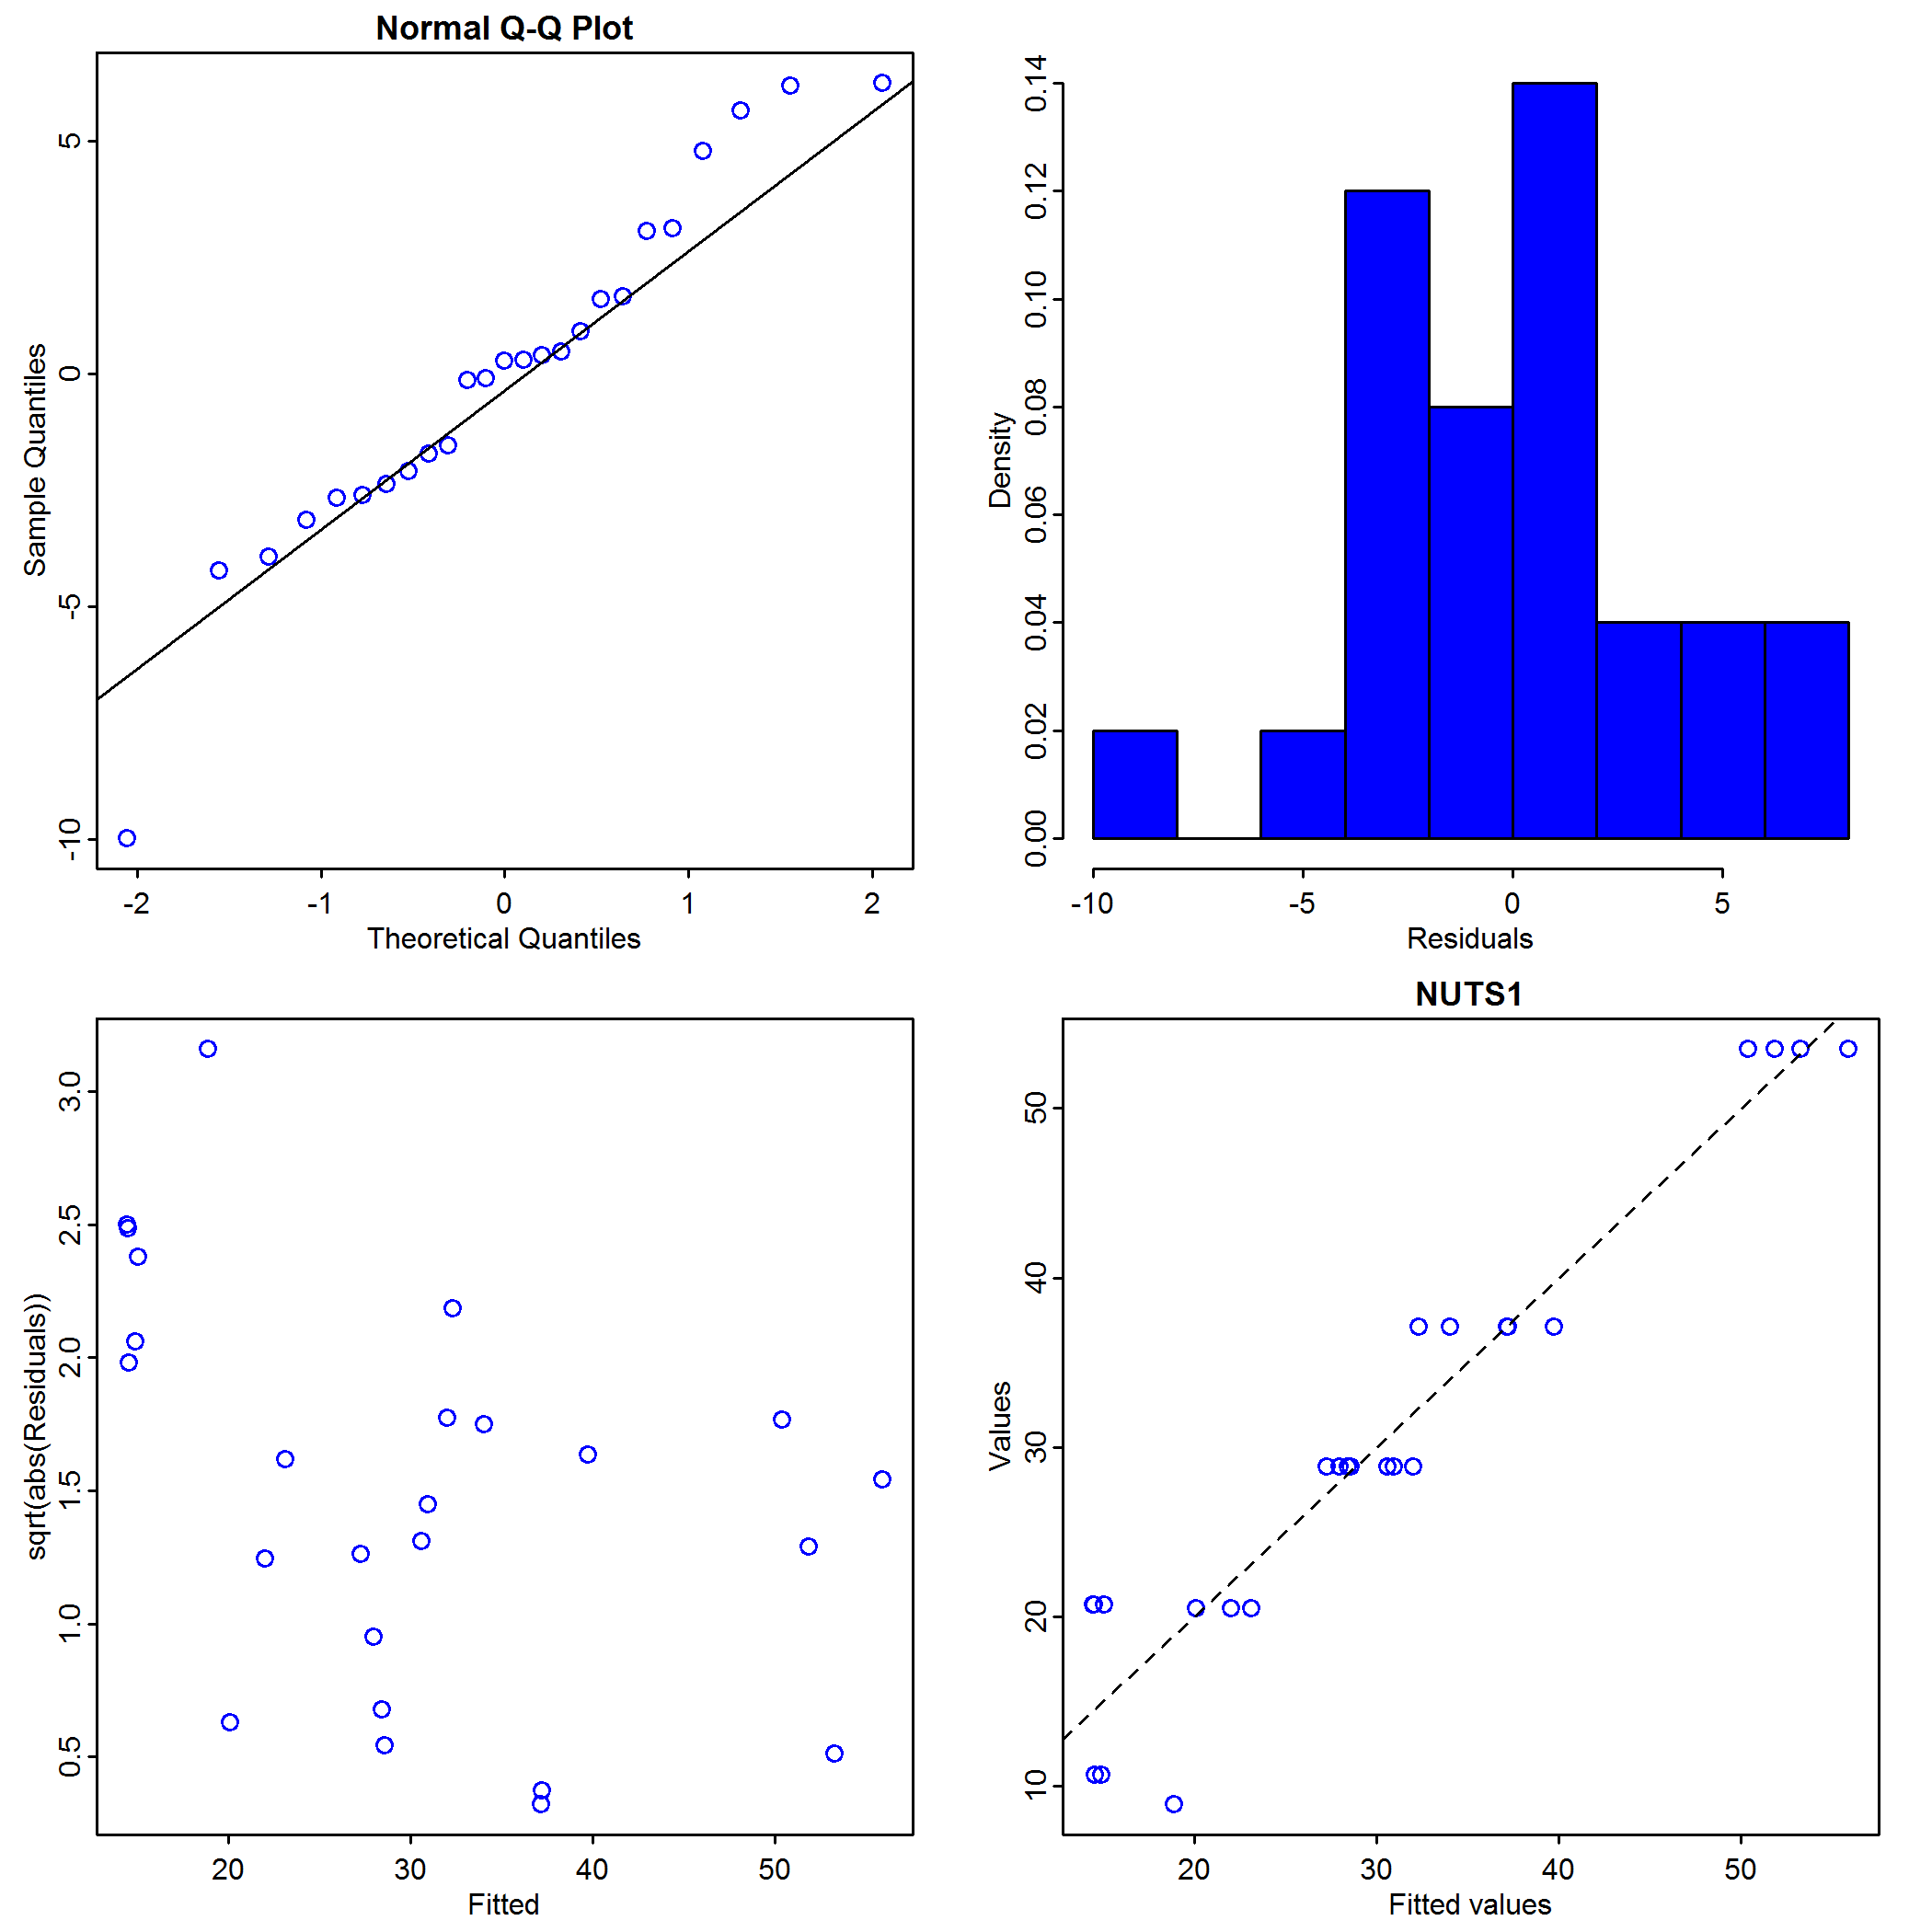 Normal Q-Q Plot
Sample Quantiles
5
0
-5
-10
-2 -1 0 1 2
Theoretical Quantiles
Density
0.14
0.12
0.10
0.08
0.06
0.04
0.02
0.00
-10 -5 0 5
Residuals
sqrt(abs(Residuals))
3.0
2.5
2.0
1.5
1.0
0.5
20 30 40 50
Fitted
NUTS1
Values
50
40
30
20
10
20 30 40 50
Fitted values